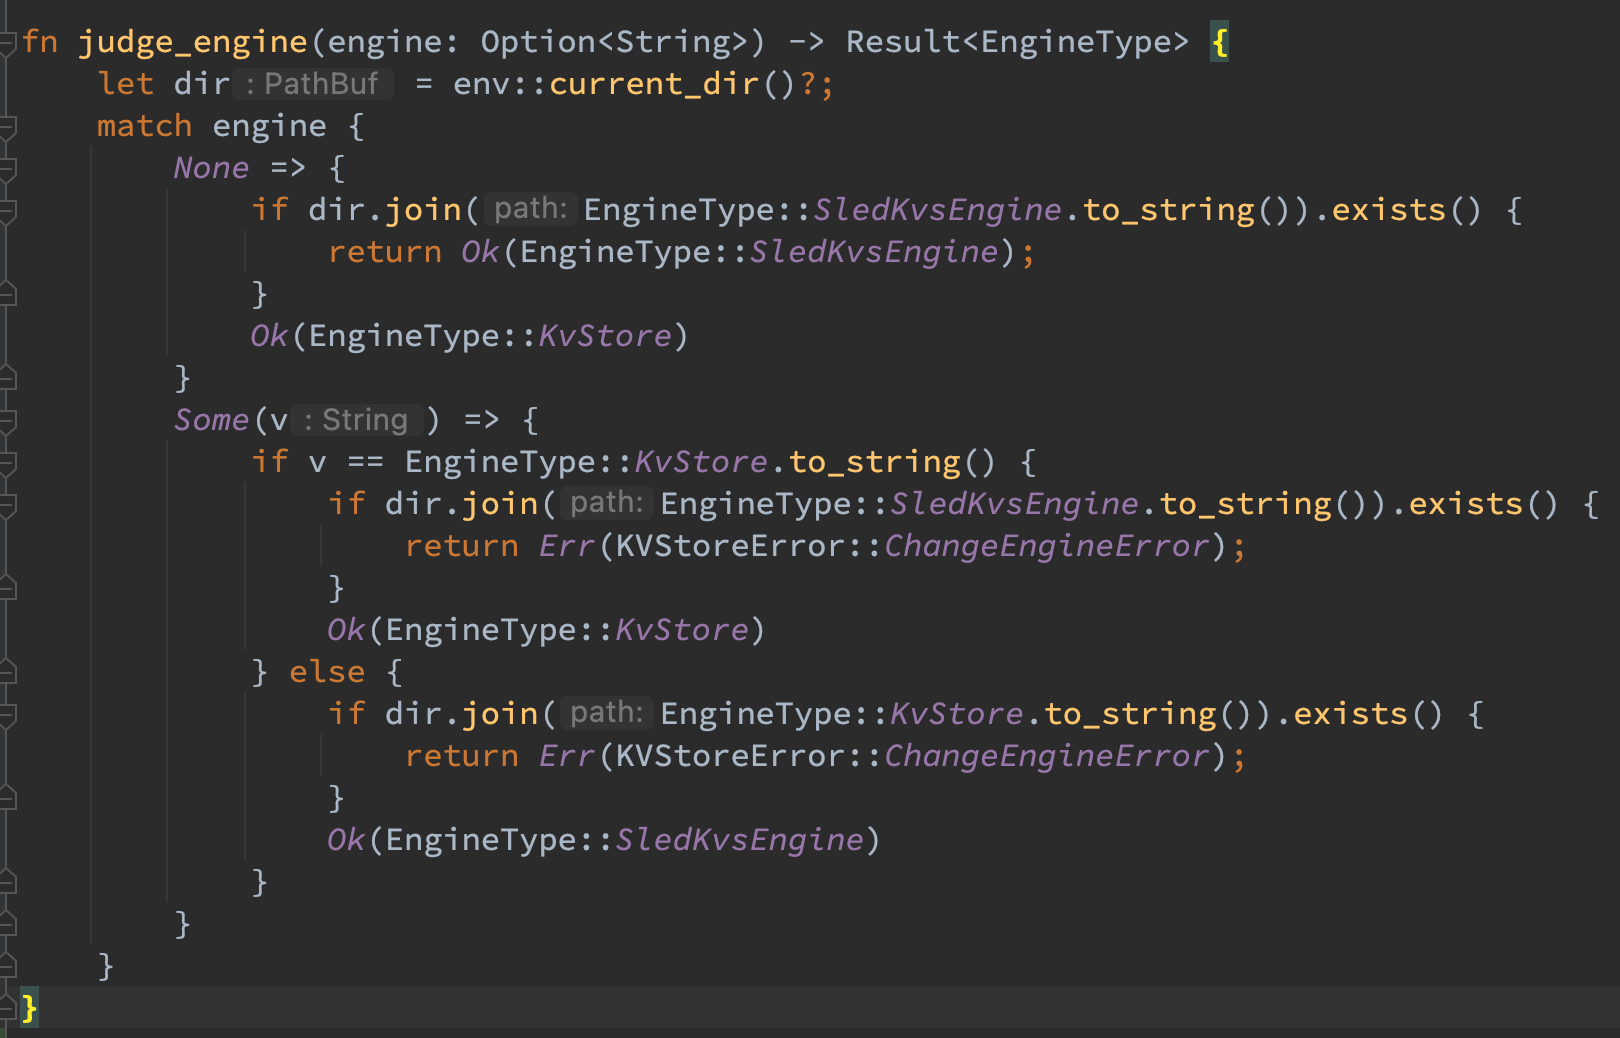 fn judge_engine(engine: Option<String>) -> Result<EngineType> {
    let dir : PathBuf = env::current_dir()?;
    match engine {
        None => {
            if dir.join( path: EngineType::SledKvsEngine.to_string()).exists() {
                return Ok(EngineType::SledKvsEngine);
            }
            Ok(EngineType::KvStore)
        }
        Some(v : String ) => {
            if v == EngineType::KvStore.to_string() {
                if dir.join( path: EngineType::SledKvsEngine.to_string()).exists() {
                    return Err(KVStoreError::ChangeEngineError);
                }
                Ok(EngineType::KvStore)
            } else {
                if dir.join( path: EngineType::KvStore.to_string()).exists() {
                    return Err(KVStoreError::ChangeEngineError);
                }
                Ok(EngineType::SledKvsEngine)
            }
        }
    }
}